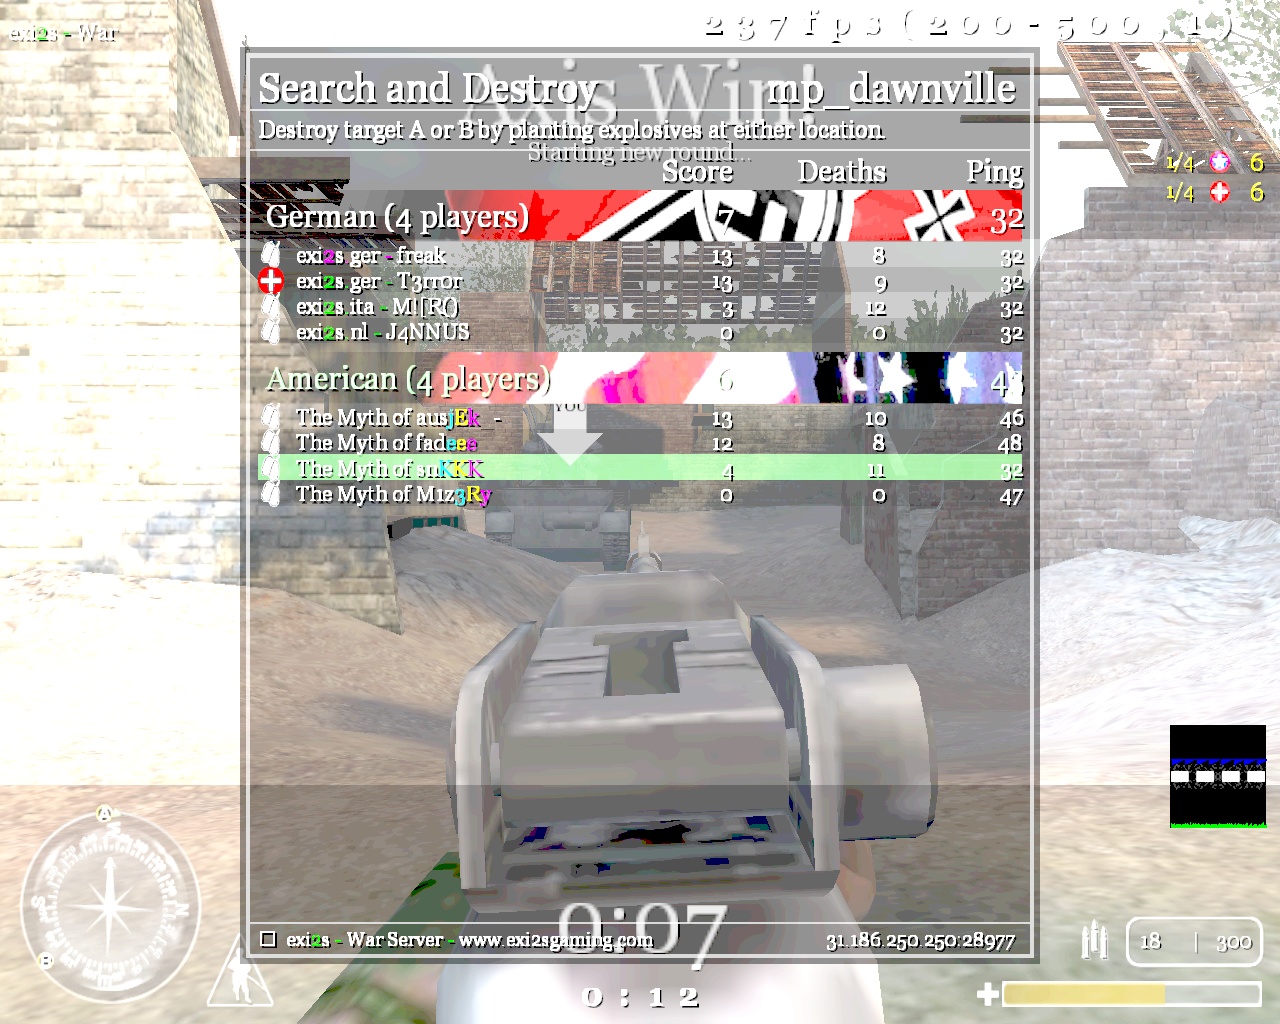 exi2s - War
237 fps (200-500, 1)
Axis Win!
Search and Destroy mp_dawnville
Destroy target A or B by planting explosives at either location.
Starting new round...
Score Deaths Ping
1/4 6
1/4 6
German (4 players) 7 32
exi2s.ger - freak 13 8 32
exi2s.ger - T3rror 13 9 32
exi2s.ita - M![R() 3 12 32
exi2s.nl - J4NNUS 0 0 32
American (4 players) 6 43
YOU
The Myth of ausjEk - 13 10 46
The Myth of fadeee 12 8 48
The Myth of snKKK 4 11 32
The Myth of M1z3Ry 0 0 47
A
N
S
B
0:07
exi2s - War Server - www.exi2sgaming.com 31.186.250.250:28977
18 | 300
0:12